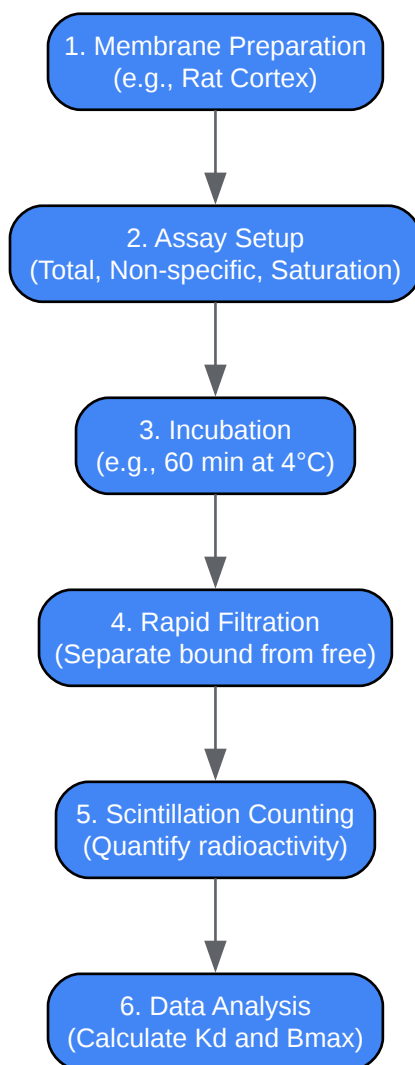 1. Membrane Preparation
(e.g., Rat Cortex)
2. Assay Setup
(Total, Non-specific, Saturation)
3. Incubation
(e.g., 60 min at 4°C)
4. Rapid Filtration
(Separate bound from free)
5. Scintillation Counting
(Quantify radioactivity)
6. Data Analysis
(Calculate Kd and Bmax)